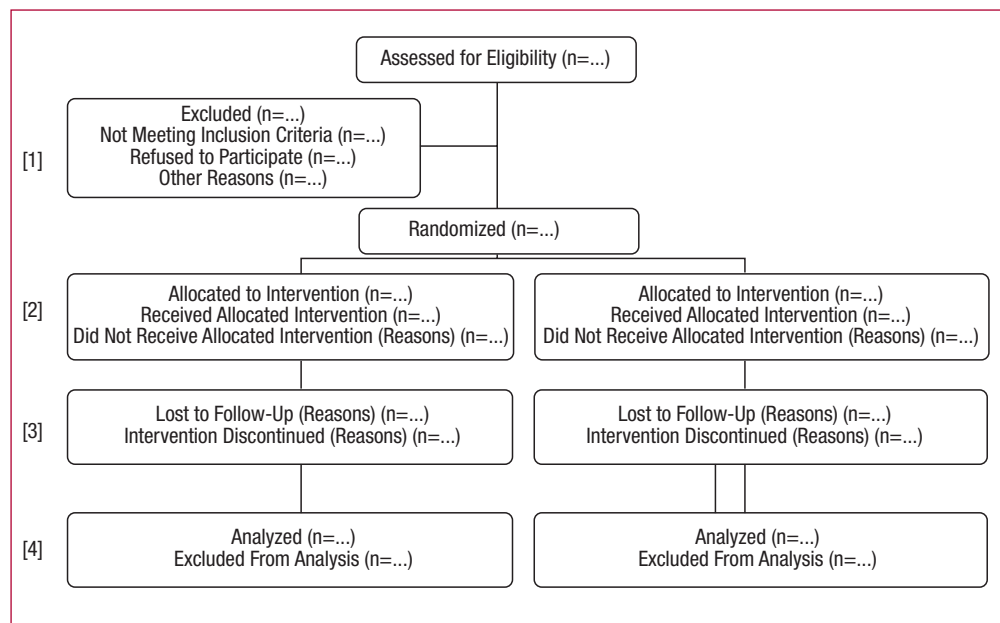 Assessed for Eligibility (n=...)
[1]
Excluded (n=...)
Not Meeting Inclusion Criteria (n=...)
Refused to Participate (n=...)
Other Reasons (n=...)
Randomized (n=...)
[2]
Allocated to Intervention (n=...)
Received Allocated Intervention (n=...)
Did Not Receive Allocated Intervention (Reasons) (n=...)
Allocated to Intervention (n=...)
Received Allocated Intervention (n=...)
Did Not Receive Allocated Intervention (Reasons) (n=...)
[3]
Lost to Follow-Up (Reasons) (n=...)
Intervention Discontinued (Reasons) (n=...)
Lost to Follow-Up (Reasons) (n=...)
Intervention Discontinued (Reasons) (n=...)
[4]
Analyzed (n=...)
Excluded From Analysis (n=...)
Analyzed (n=...)
Excluded From Analysis (n=...)